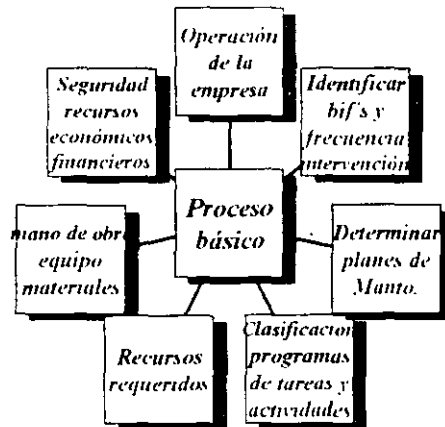 Operación
de la
empresa
Seguridad
recursos
económicos
financieros
Identificar
bif's y
frecuencia
intervención
Proceso
básico
mano de obra
equipo
materiales
Determinar
planes de
Manto.
Recursos
requeridos
Clasificación
programas
de tareas y
actividades